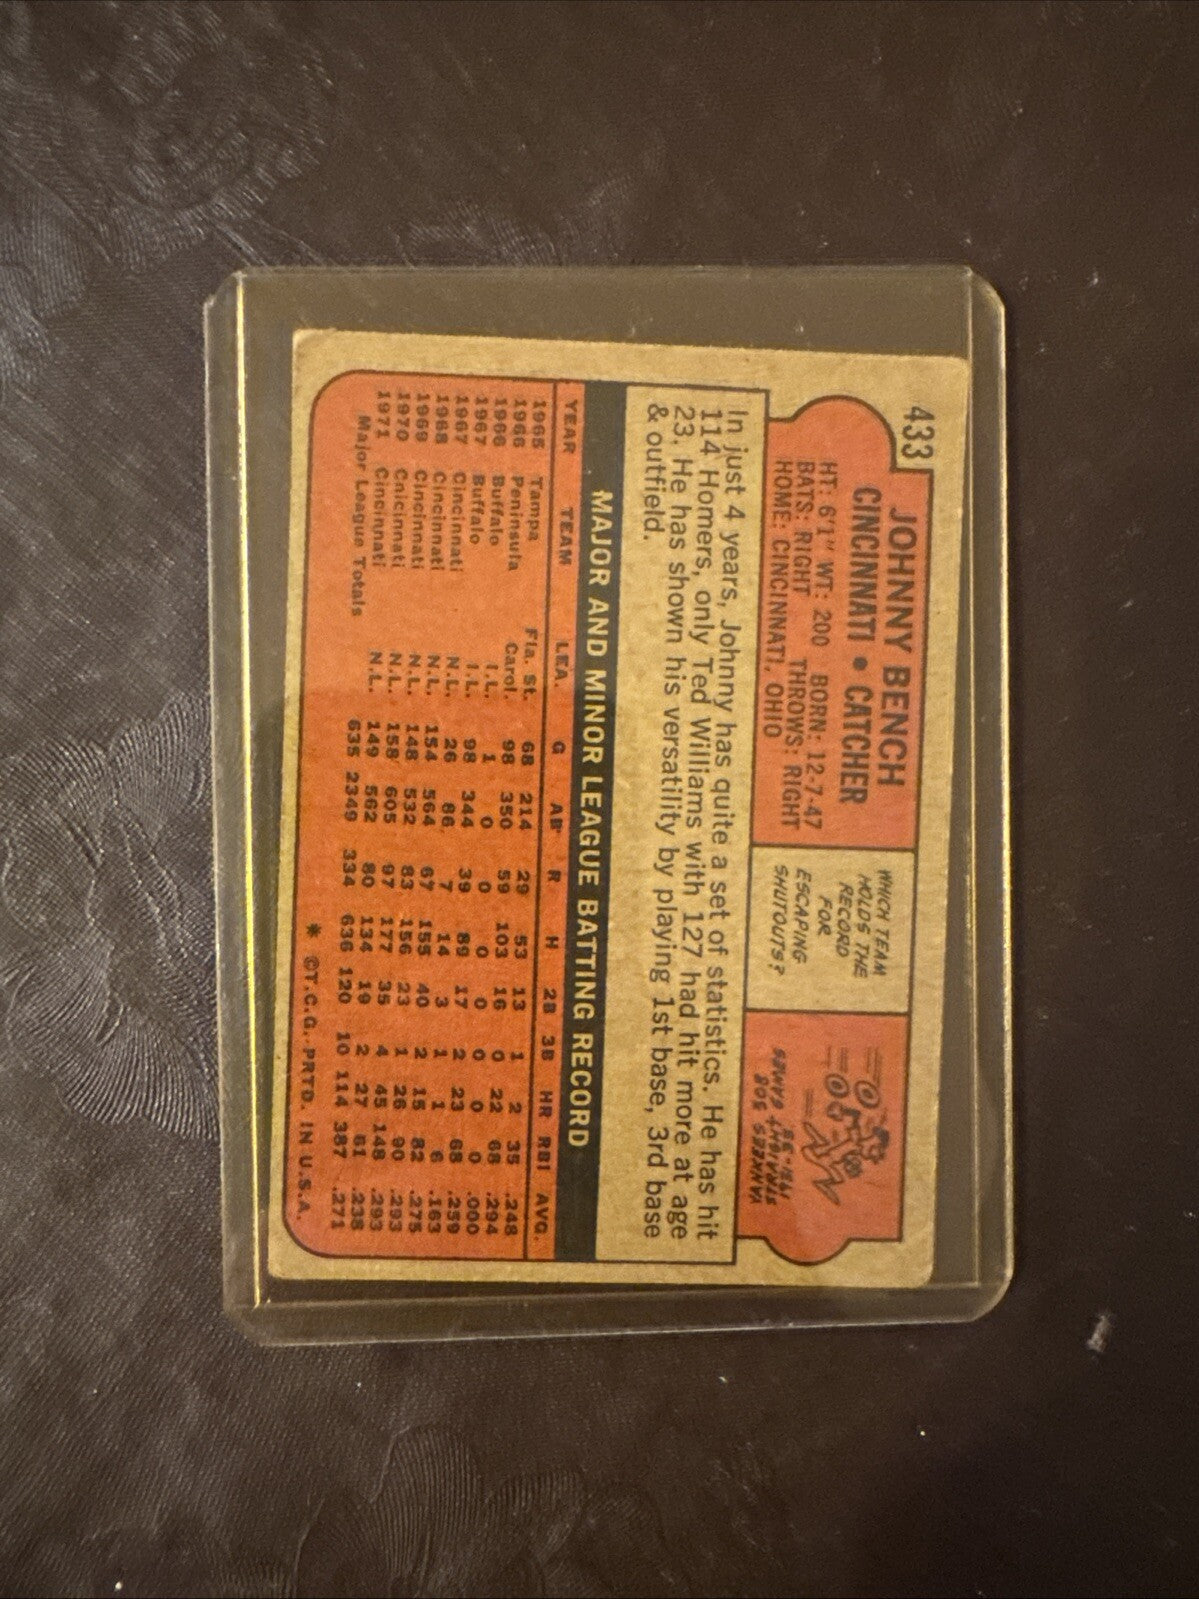 433
JOHNNY BENCH
CINCINNATI • CATCHER
HT: 6'1" WT: 200 BORN: 12-7-47
BATS: RIGHT THROWS: RIGHT
HOME: CINCINNATI, OHIO
WHICH TEAM
HOLDS THE
RECORD
FOR
ESCAPING
SHUTOUTS?
YANKEES 308
STRAIGHT GAMES
1931-33
In just 4 years, Johnny has quite a set of statistics. He has hit
114 Homers, only Ted Williams with 127 had hit more at age
23. He has shown his versatility by playing 1st base, 3rd base
& outfield.
MAJOR AND MINOR LEAGUE BATTING RECORD
YEAR TEAM LEA. G AB R H 2B 3B HR RBI AVG.
1965 Tampa Fla. St. 68 214 29 53 13 1 2 35 .248
1966 Peninsula Carol. 98 350 59 103 16 0 22 68 .294
1966 Buffalo I.L. 1 0 0 0 0 0 0 0 .000
1967 Buffalo I.L. 98 344 39 89 17 2 23 68 .259
1967 Cincinnati N.L. 26 86 7 14 3 1 1 6 .163
1968 Cincinnati N.L. 154 564 67 155 40 2 15 82 .275
1969 Cincinnati N.L. 148 532 83 156 23 1 26 90 .293
1970 Cincinnati N.L. 158 605 97 177 35 4 45 148 .293
1971 Cincinnati N.L. 149 562 80 134 19 2 27 61 .238
Major League Totals 635 2349 334 636 120 10 114 387 .271
* ©T.C.G. PRTD. IN U.S.A.